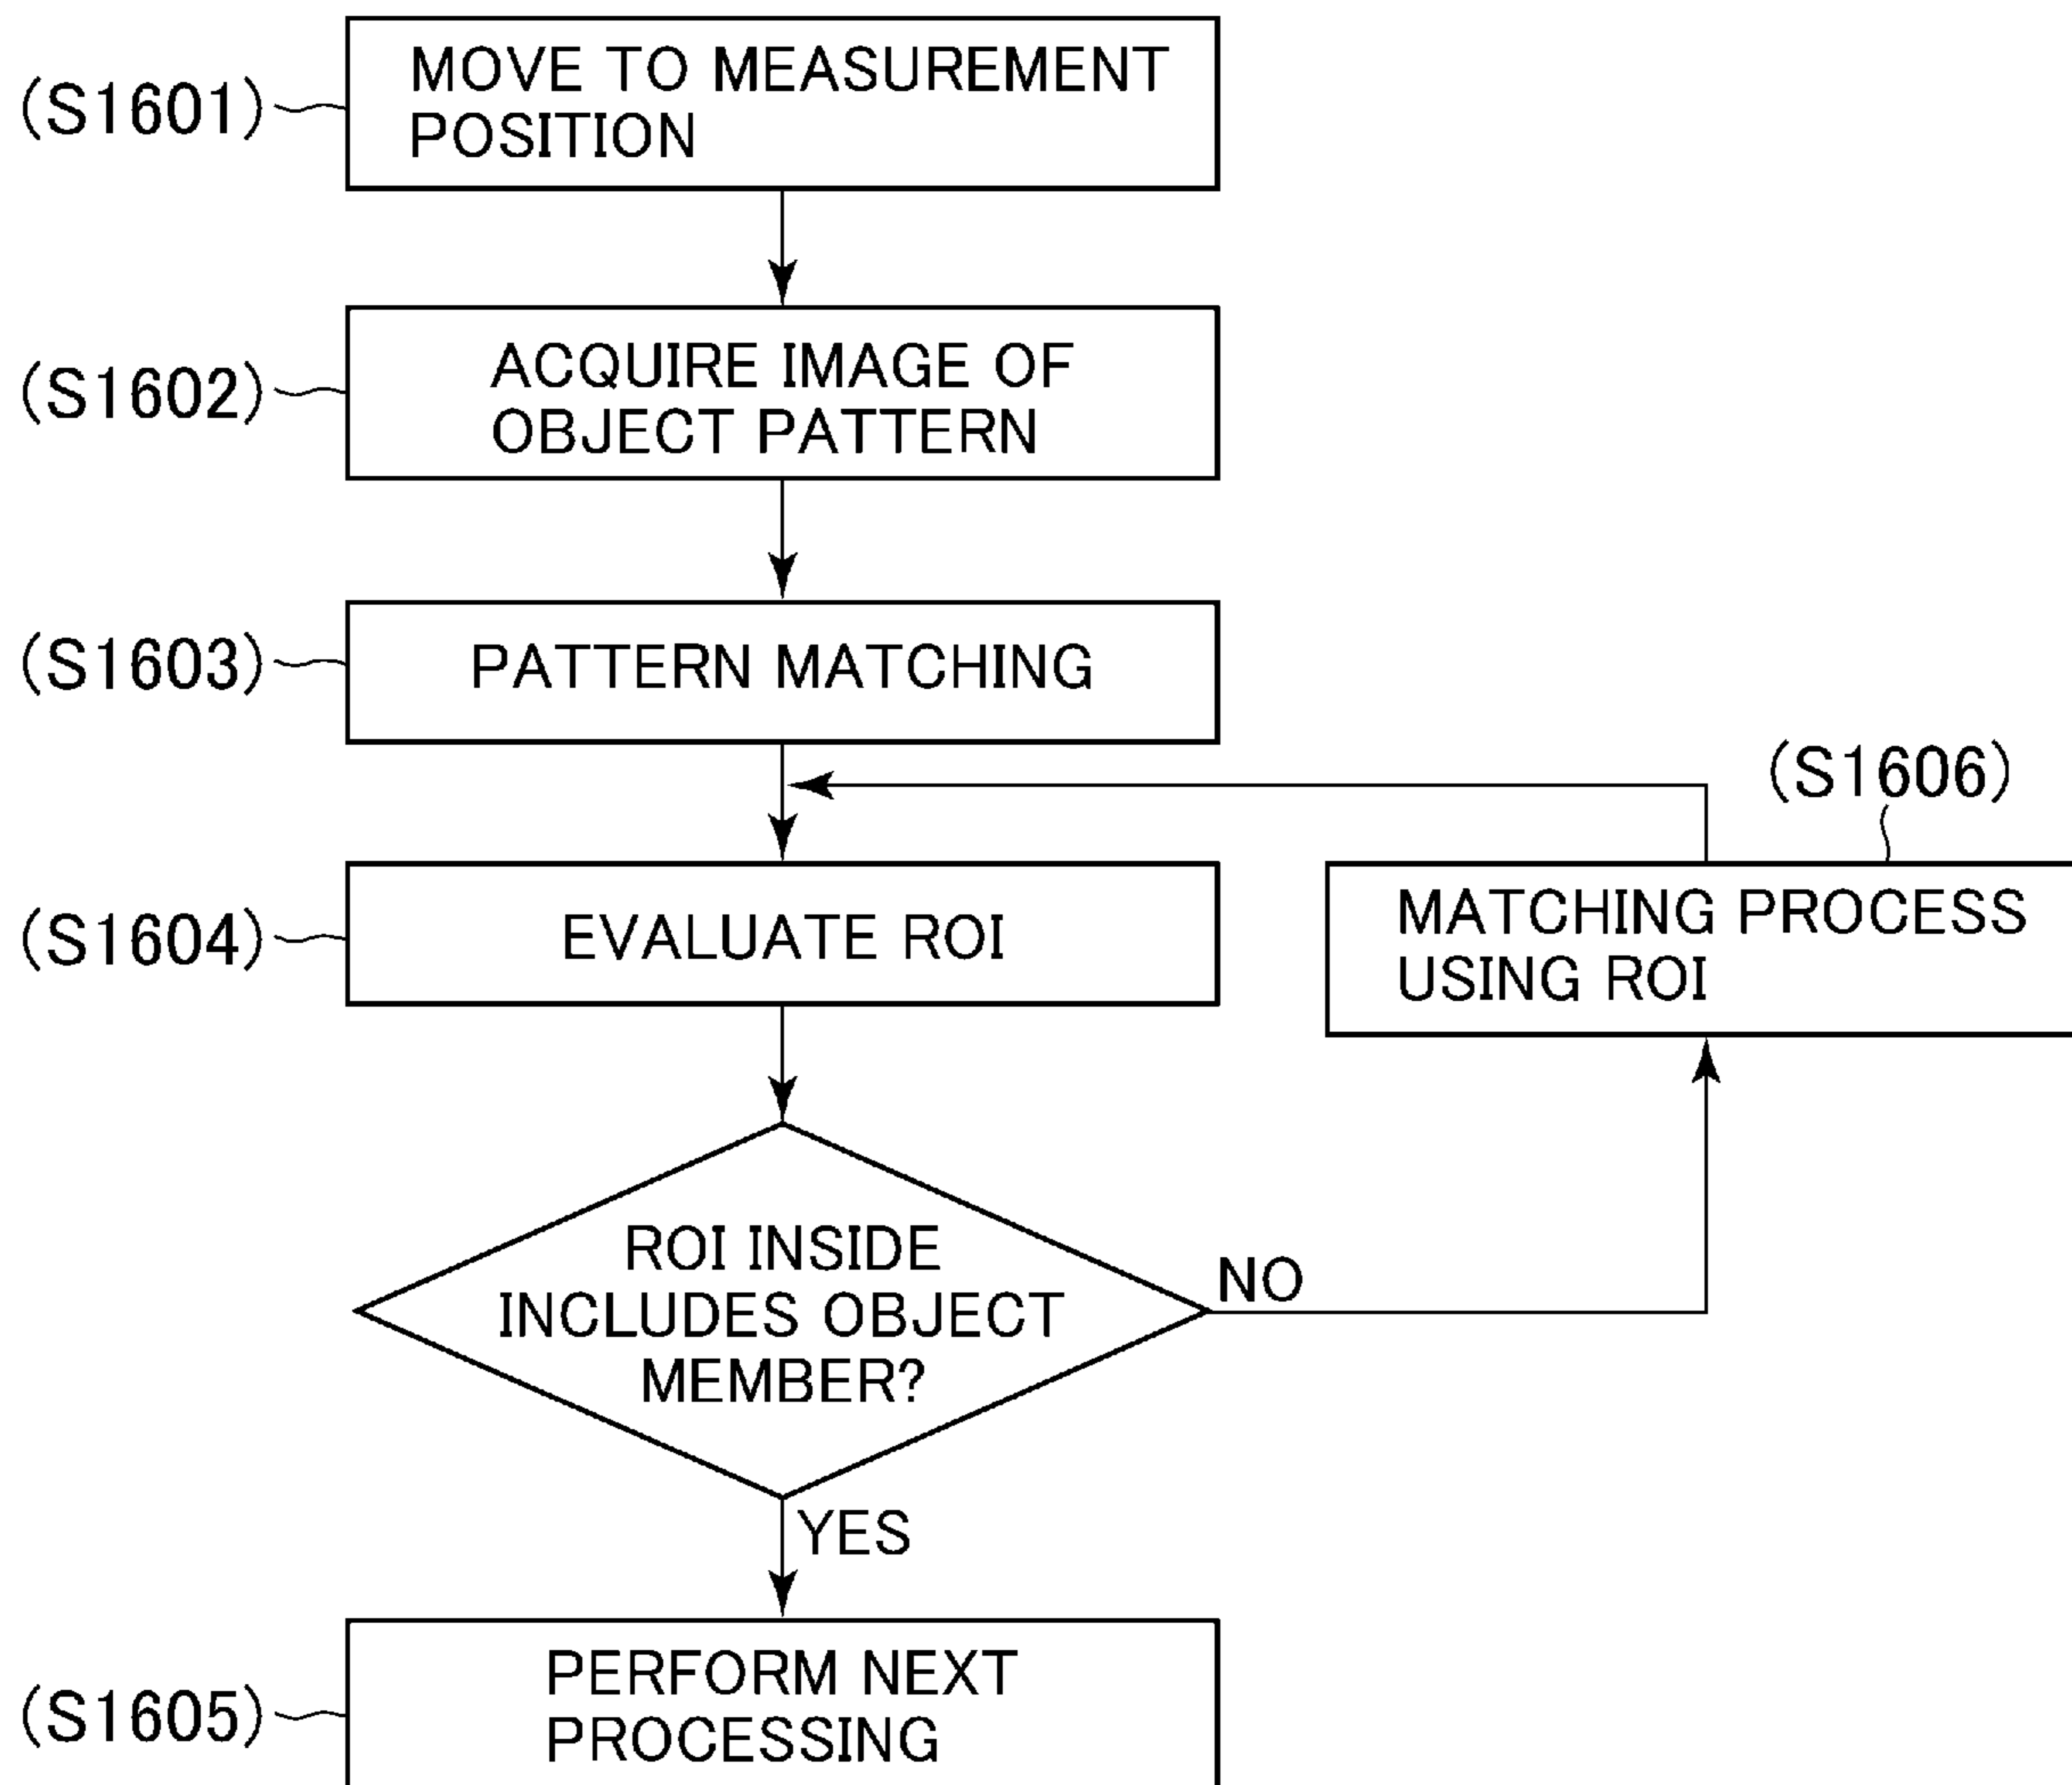 (S1601)
MOVE TO MEASUREMENT
POSITION
(S1602)
ACQUIRE IMAGE OF
OBJECT PATTERN
(S1603)
PATTERN MATCHING
(S1606)
(S1604)
EVALUATE ROI
MATCHING PROCESS
USING ROI
ROI INSIDE
INCLUDES OBJECT
MEMBER?
NO
YES
(S1605)
PERFORM NEXT
PROCESSING